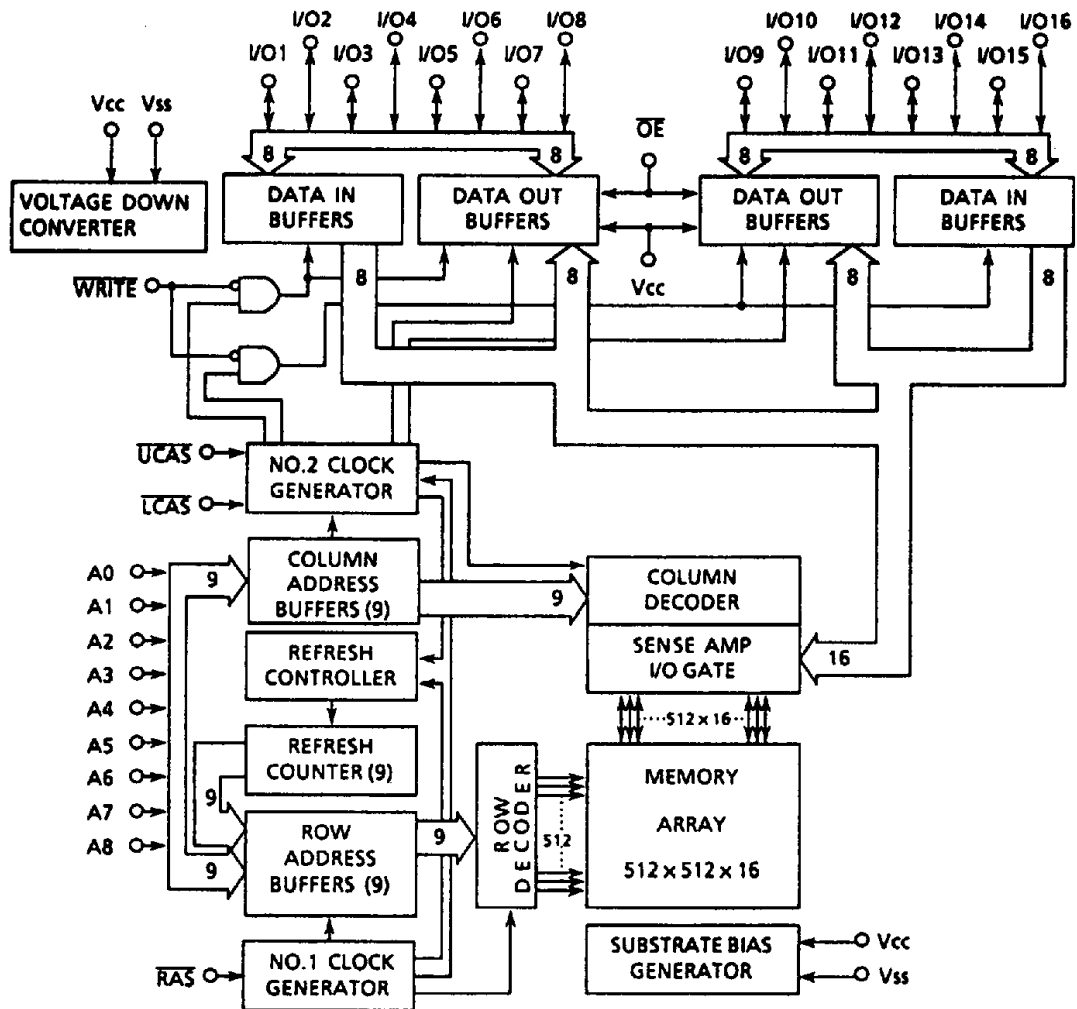 I/O2 I/O4 I/O6 I/O8 I/O10 I/O12 I/O14 I/O16
I/O1 I/O3 I/O5 I/O7 I/O9 I/O11 I/O13 I/O15
Vcc Vss
OE
8 8 8 8
VOLTAGE DOWN
CONVERTER
DATA IN
BUFFERS
DATA OUT
BUFFERS
DATA OUT
BUFFERS
DATA IN
BUFFERS
8 8 8 8
WRITE
Vcc
UCAS
LCAS
NO.2 CLOCK
GENERATOR
A0
A1
A2
A3
A4
A5
A6
A7
A8
9
COLUMN
ADDRESS
BUFFERS (9)
9
COLUMN
DECODER
REFRESH
CONTROLLER
SENSE AMP
I/O GATE
16
512 x 16
REFRESH
COUNTER (9)
9
9
ROW
ADDRESS
BUFFERS (9)
9
ROW
DECODER
512
MEMORY
ARRAY
512 x 512 x 16
RAS
NO.1 CLOCK
GENERATOR
SUBSTRATE BIAS
GENERATOR
Vcc
Vss